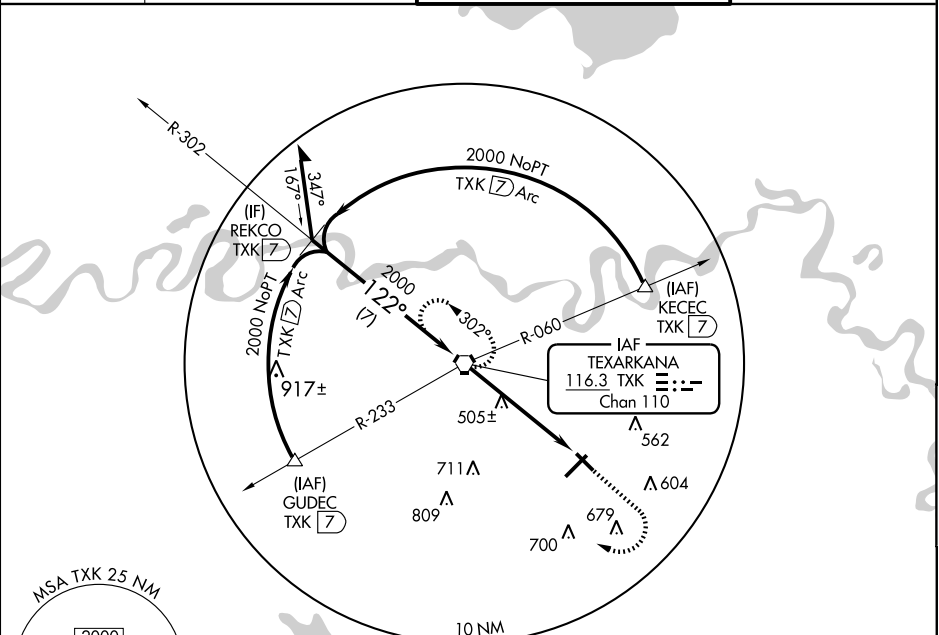 R-302
2000 NoPT
TXK 7 Arc
347°
167°
(IF)
REKCO
TXK 7
2000
122°
(7)
2000 NoPT
TXK 7 Arc
302°
R-060
(IAF)
KECEC
TXK 7
IAF
TEXARKANA
116.3 TXK
Chan 110
917±
R-233
505±
562
711
604
(IAF)
GUDEC
TXK 7
809
679
700
MSA TXK 25 NM
10 NM